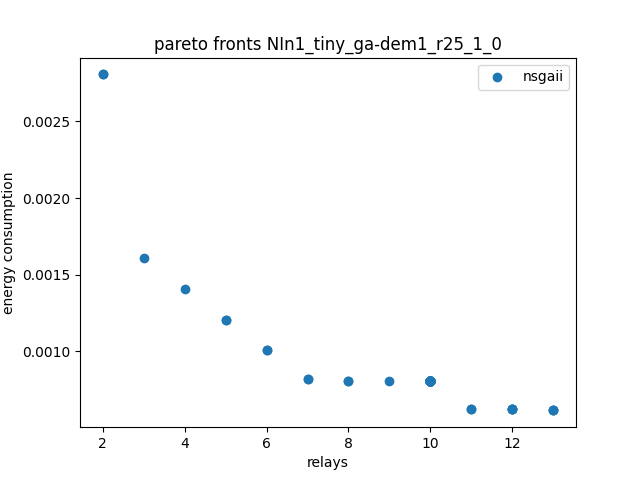 pareto fronts NIn1_tiny_ga-dem1_r25_1_0
nsgaii
energy consumption
0.0025
0.0020
0.0015
0.0010
2 4 6 8 10 12
relays